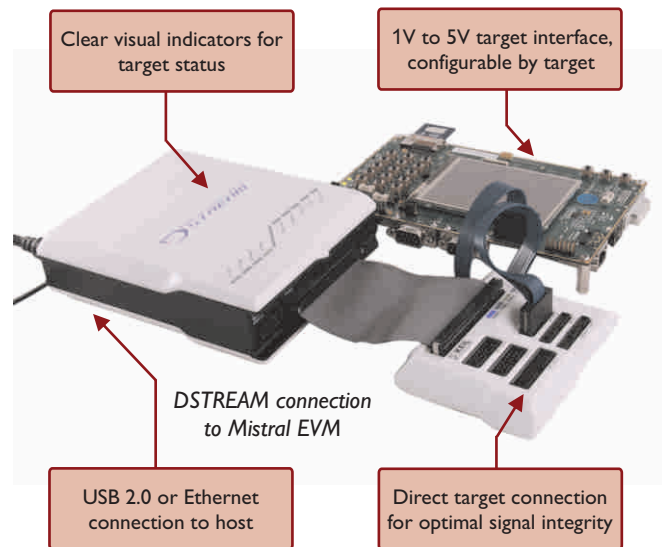 Clear visual indicators for
target status
1V to 5V target interface,
configurable by target
DSTREAM
DSTREAM connection
to Mistral EVM
USB 2.0 or Ethernet
connection to host
Direct target connection
for optimal signal integrity